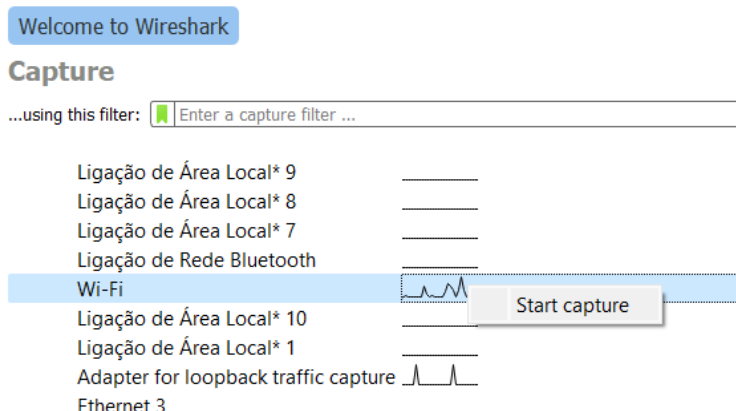 Welcome to Wireshark
Capture
...using this filter: Enter a capture filter ...
Ligação de Área Local* 9
Ligação de Área Local* 8
Ligação de Área Local* 7
Ligação de Rede Bluetooth
Wi-Fi
Start capture
Ligação de Área Local* 10
Ligação de Área Local* 1
Adapter for loopback traffic capture
Ethernet 3